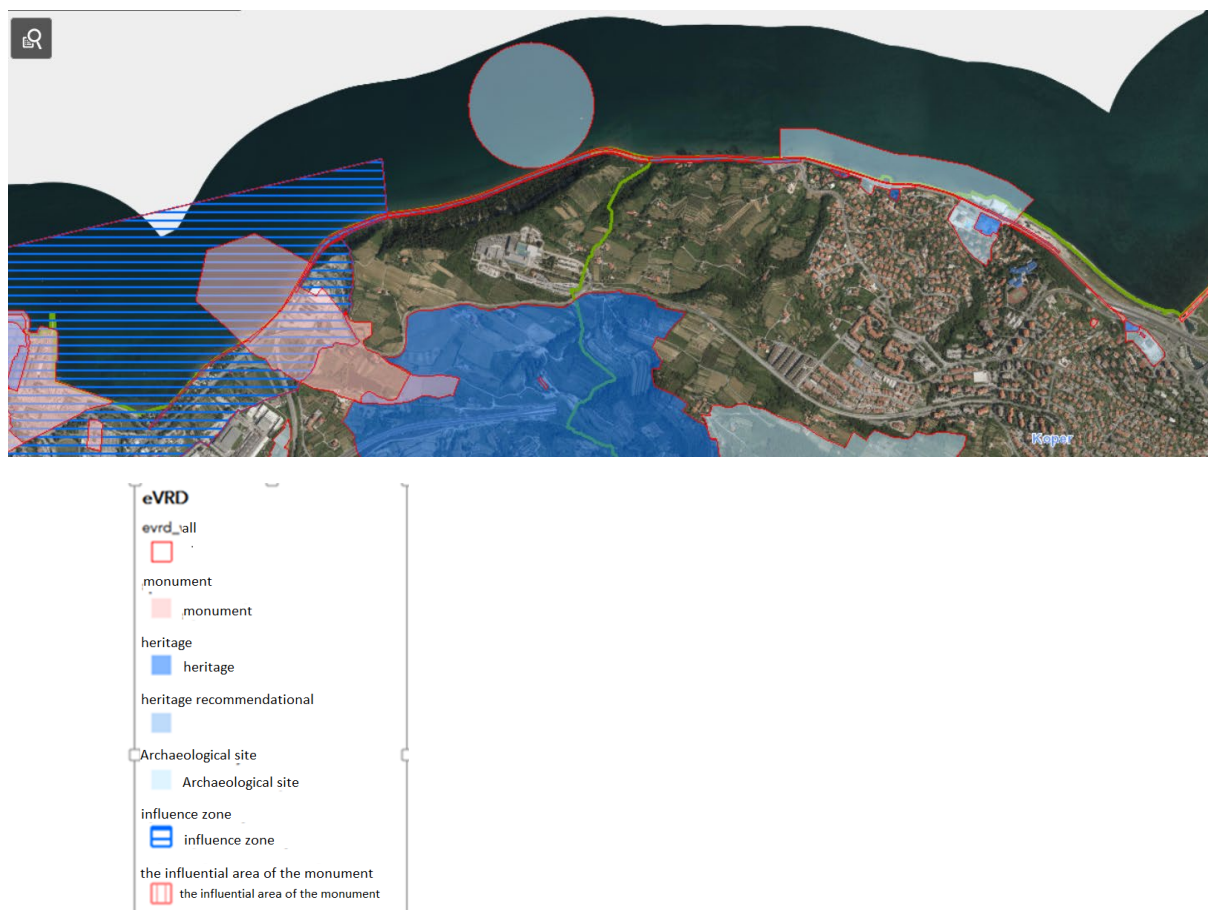 Koper
eVRD
evrd_vall
monument
monument
heritage
heritage
heritage recommendational
Archaeological site
Archaeological site
influence zone
influence zone
the influential area of the monument
the influential area of the monument